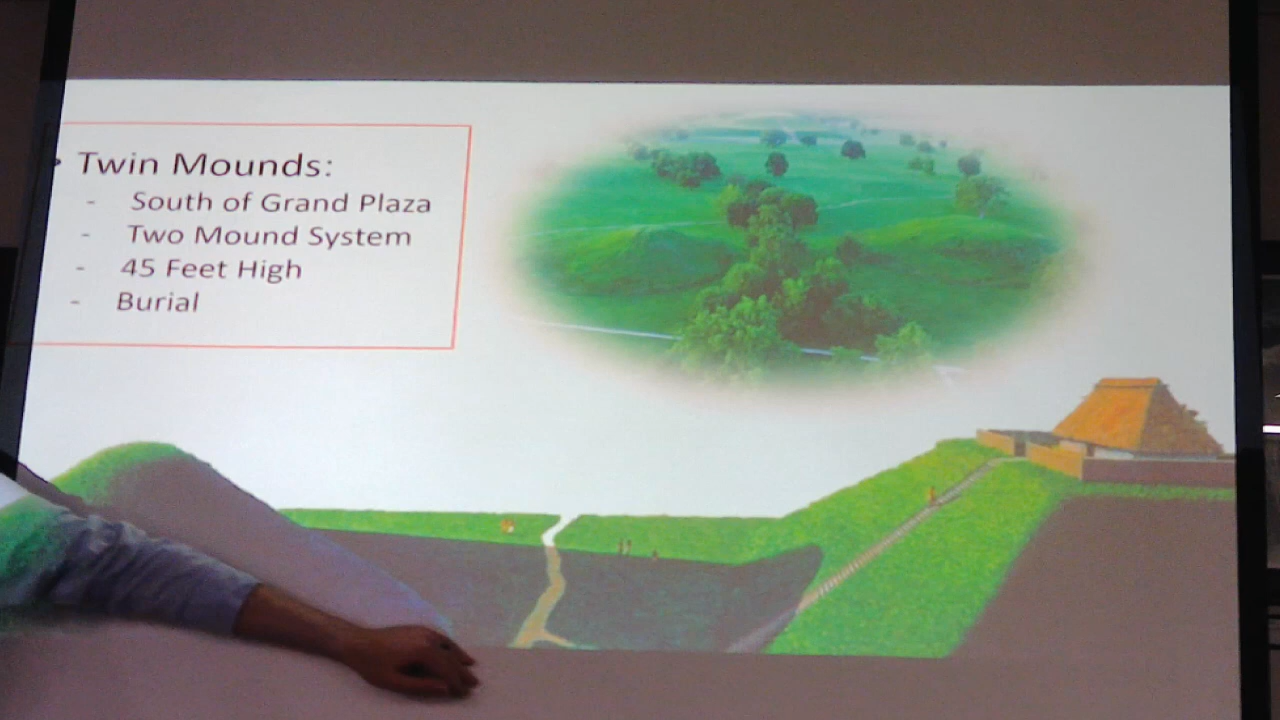 • Twin Mounds:
- South of Grand Plaza
- Two Mound System
- 45 Feet High
- Burial